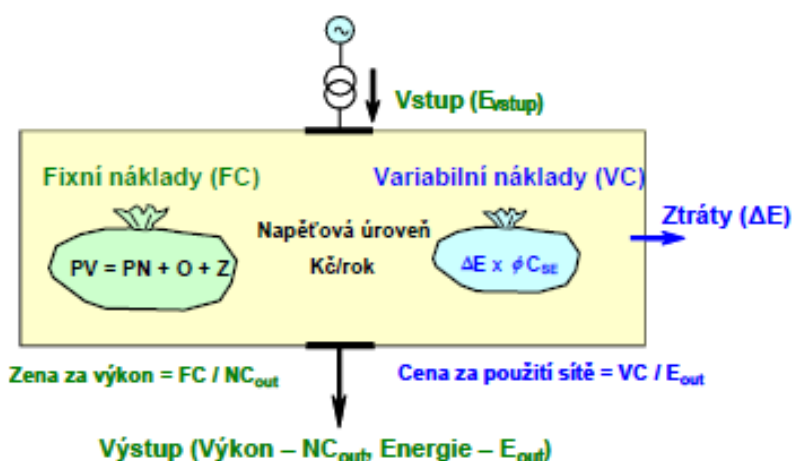 Vstup (Evstup)
Fixní náklady (FC)
Variabilní náklady (VC)
Ztráty (ΔE)
Napěťová úroveň
Kč/rok
PV = PN + O + Z
ΔE x ϕ CSE
Zena za výkon = FC / NCout
Cena za použití sítě = VC / Eout
Výstup (Výkon – NCout, Energie – Eout)